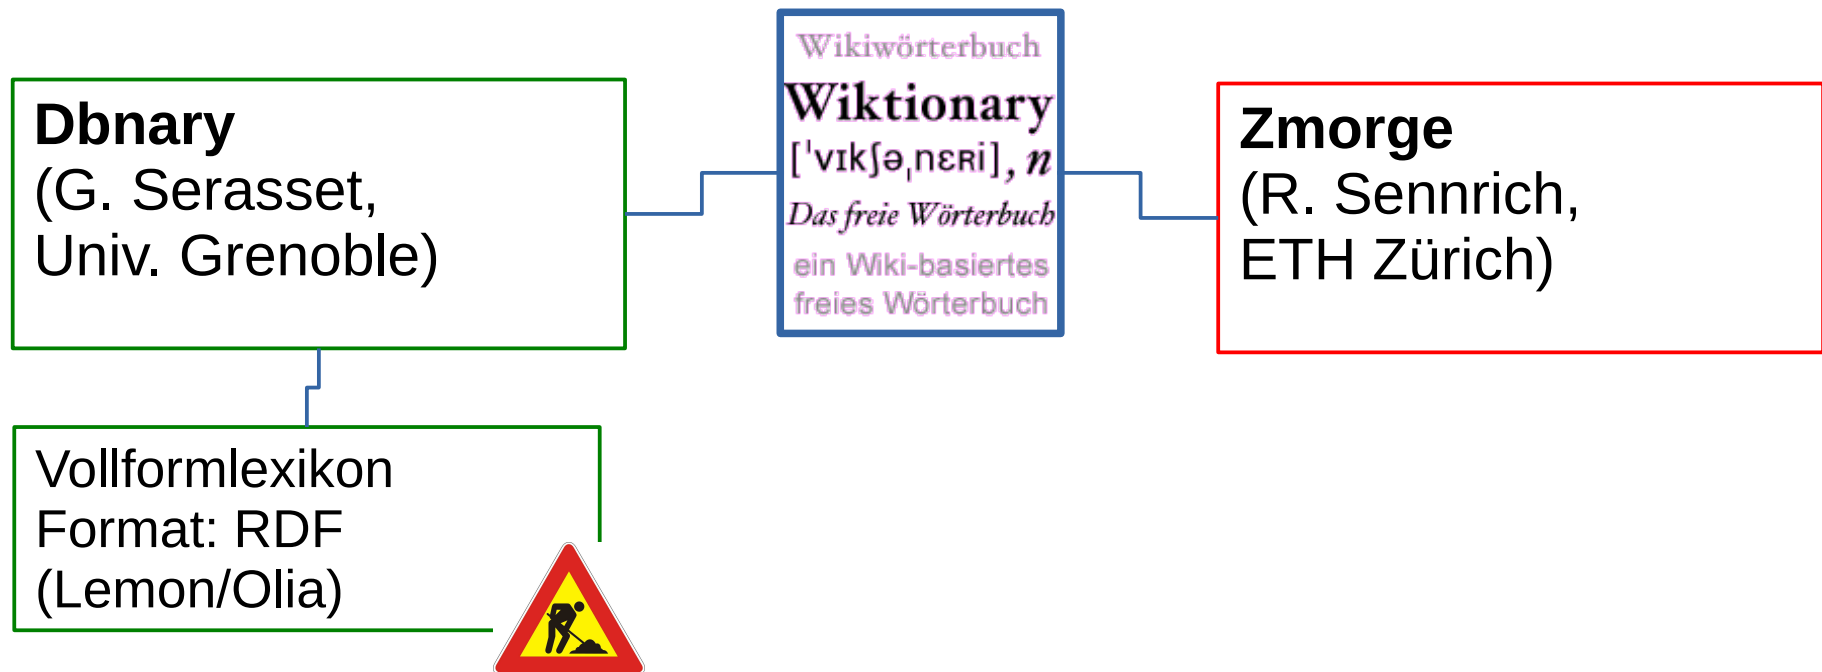 Dbnary
(G. Serasset,
Univ. Grenoble)
Wikiwörterbuch
Wiktionary
[ˈvɪkʃəˌnɛʀi], n
Das freie Wörterbuch
ein Wiki-basiertes
freies Wörterbuch
Zmorge
(R. Sennrich,
ETH Zürich)
Vollformlexikon
Format: RDF
(Lemon/Olia)